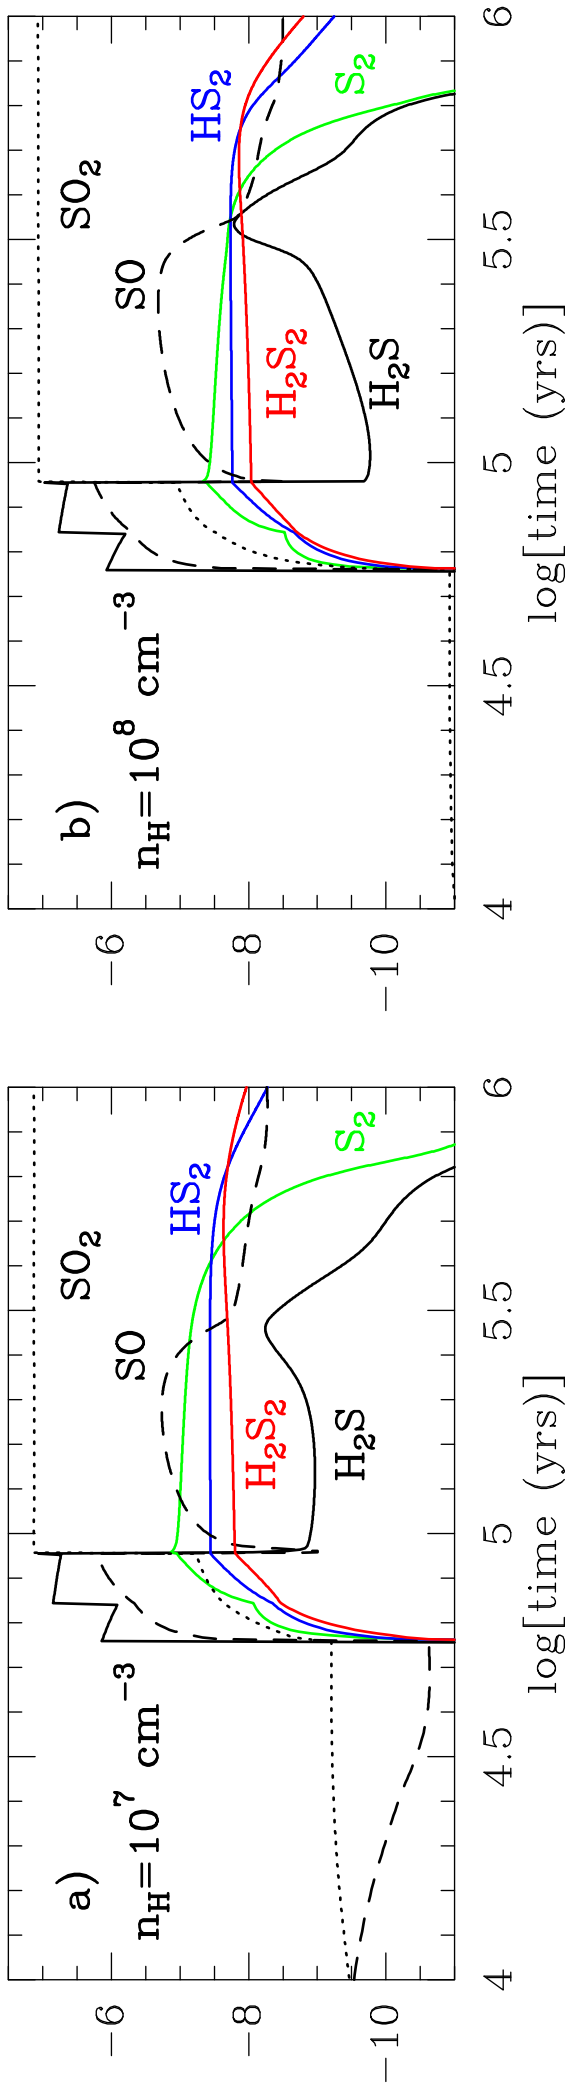 a)
n_H=10^7 cm^-3
SO_2
SO
HS_2
S_2
H_2S_2
H_2S
-6
-8
-10
4
4.5
5
5.5
6
log[time (yrs)]
b)
n_H=10^8 cm^-3
SO_2
SO
HS_2
S_2
H_2S_2
H_2S
-6
-8
-10
4
4.5
5
5.5
6
log[time (yrs)]